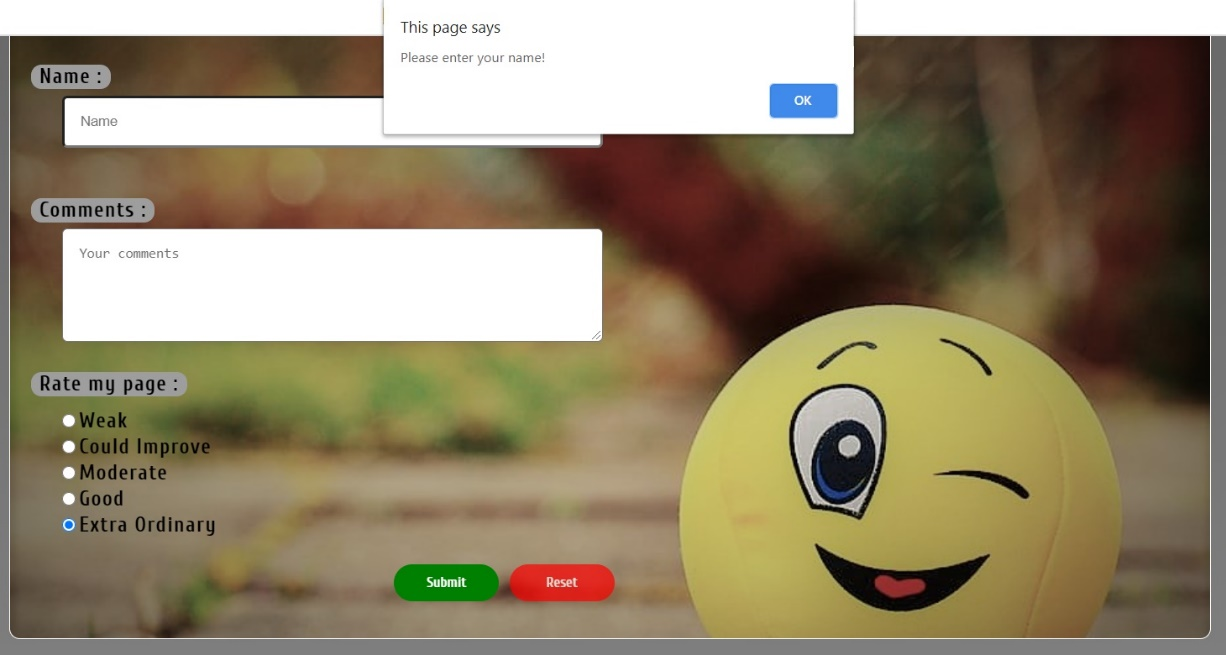 This page says
Please enter your name!
OK
Name :
Name
Comments :
Your comments
Rate my page :
Weak
Could Improve
Moderate
Good
Extra Ordinary
Submit
Reset